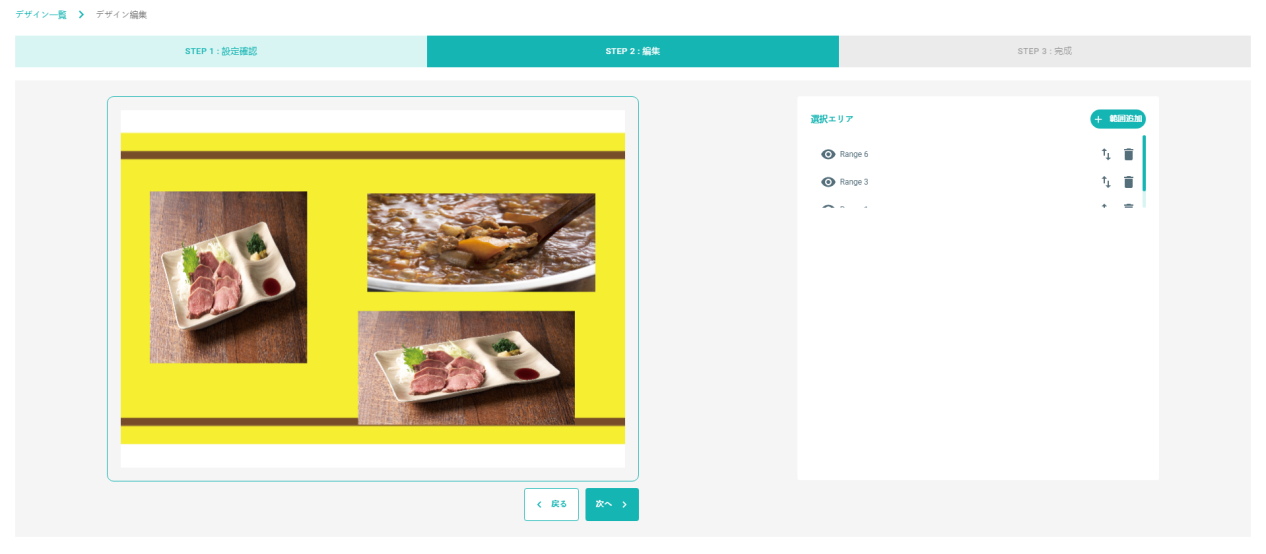 デザイン一覧 > デザイン編集
STEP 1 : 設定確認
STEP 2 : 編集
STEP 3 : 完成
選択エリア
+ 範囲追加
Range 6
Range 3
戻る
次へ